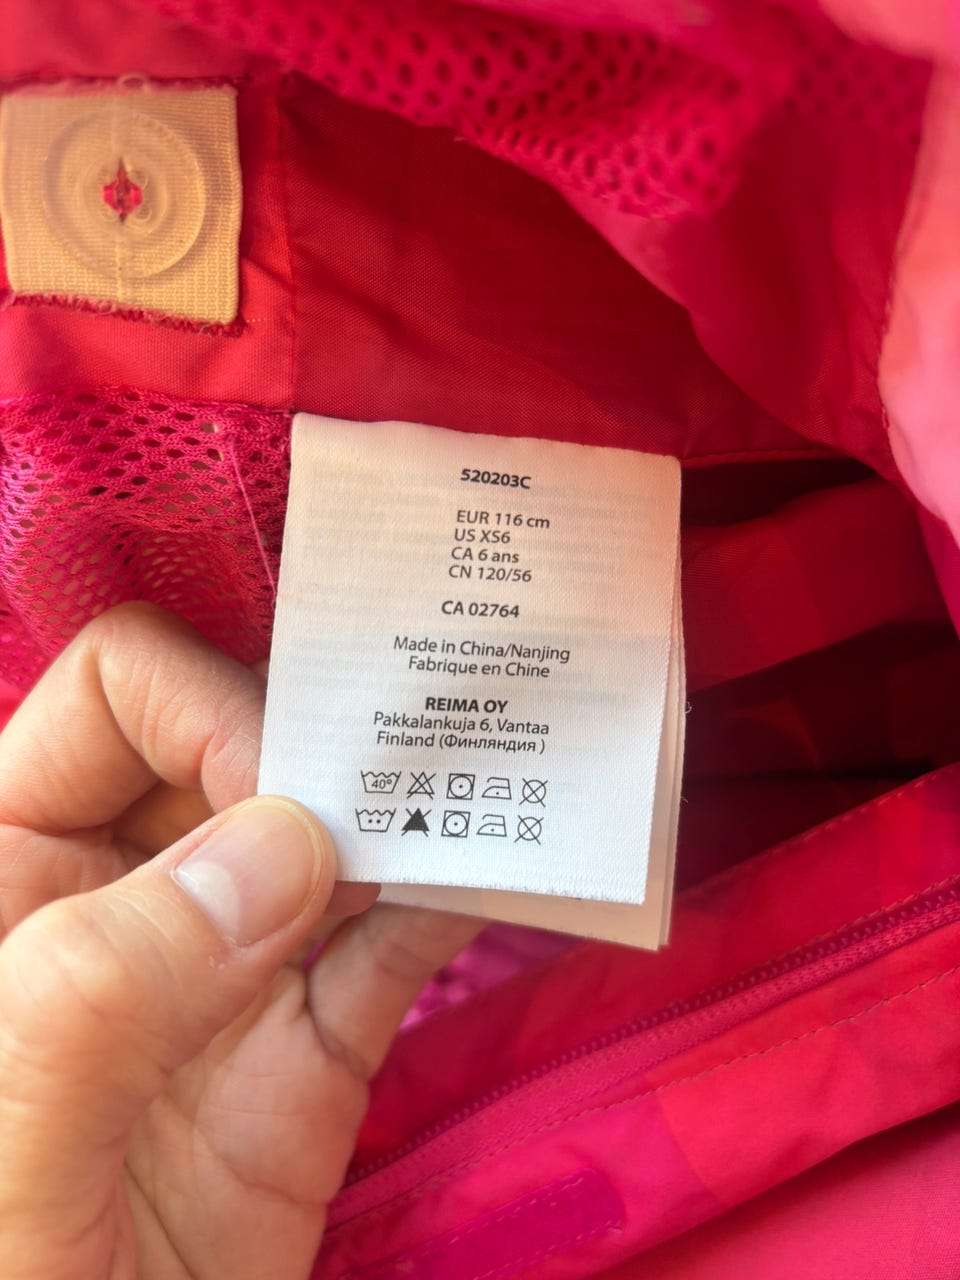 520203C
EUR 116 cm
US XS6
CA 6 ans
CN 120/56
CA 02764
Made in China/Nanjing
Fabrique en Chine
REIMA OY
Pakkalankuja 6, Vantaa
Finland (Финляндия )
40°